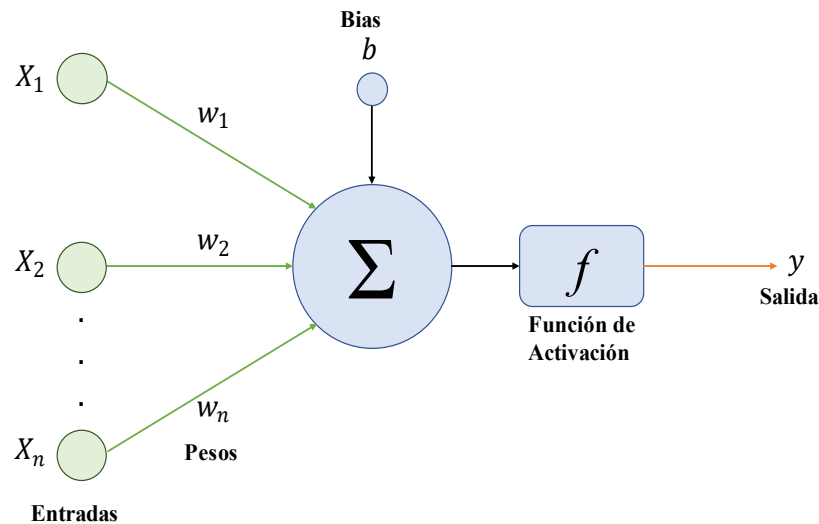 Bias
b
X₁
w₁
X₂
w₂
Σ
f
y
Salida
Función de
Activación
.
.
.
wₙ
Xₙ
Pesos
Entradas